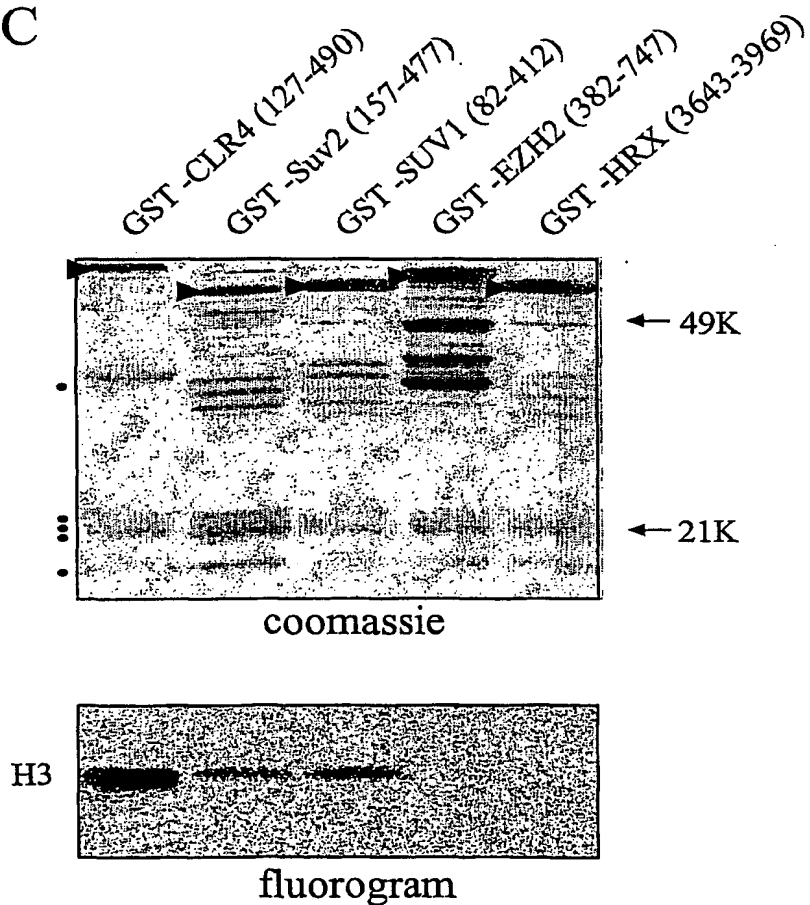 C
GST -CLR4 (127-490)
GST -Suv2 (157-477)
GST -SUV1 (82-412)
GST -EZH2 (382-747)
GST -HRX (3643-3969)
49K
21K
coomassie
H3
fluorogram